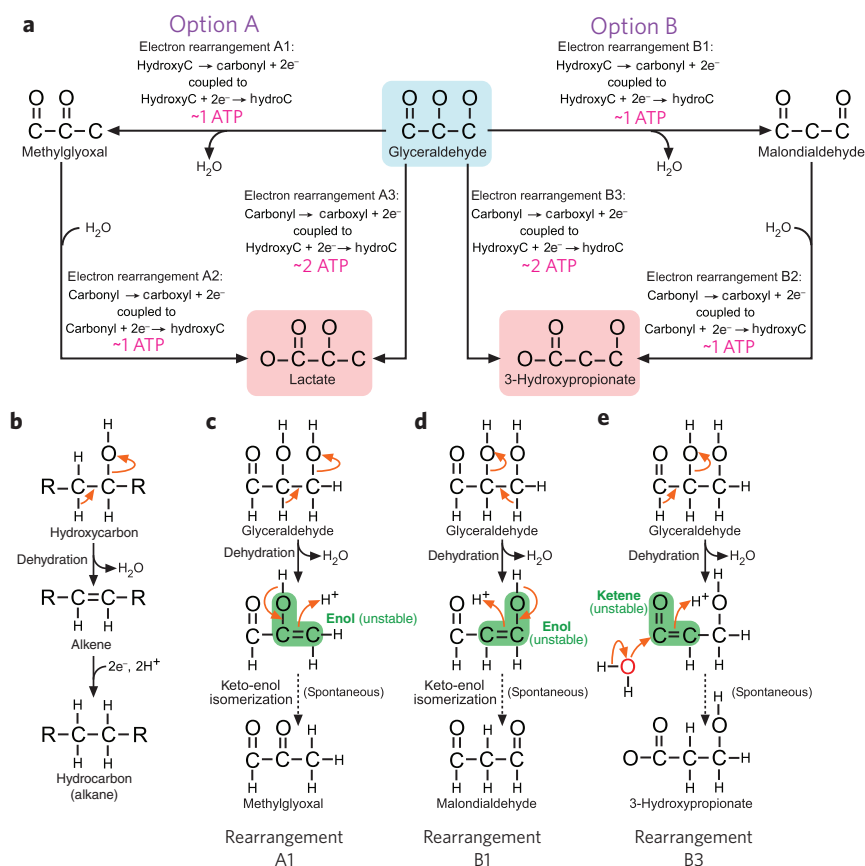 a
Option A
Option B
Electron rearrangement A1:
HydroxyC → carbonyl + 2e⁻
coupled to
HydroxyC + 2e⁻ → hydroC
~1 ATP
Electron rearrangement B1:
HydroxyC → carbonyl + 2e⁻
coupled to
HydroxyC + 2e⁻ → hydroC
~1 ATP
O O
C – C – C
Methylglyoxal
H₂O
O O O
C – C – C
Glyceraldehyde
H₂O
O O
C – C – C
Malondialdehyde
Electron rearrangement A3:
Carbonyl → carboxyl + 2e⁻
coupled to
HydroxyC + 2e⁻ → hydroC
~2 ATP
Electron rearrangement B3:
Carbonyl → carboxyl + 2e⁻
coupled to
HydroxyC + 2e⁻ → hydroC
~2 ATP
H₂O
H₂O
Electron rearrangement A2:
Carbonyl → carboxyl + 2e⁻
coupled to
Carbonyl + 2e⁻ → hydroxyC
~1 ATP
Electron rearrangement B2:
Carbonyl → carboxyl + 2e⁻
coupled to
Carbonyl + 2e⁻ → hydroxyC
~1 ATP
O O
O – C – C – C
Lactate
O O
O – C – C – C
3-Hydroxypropionate
b
H
H O
R – C – C – R
H H
Hydroxycarbon
Dehydration
H₂O
R – C = C – R
H H
Alkene
2e⁻, 2H⁺
H H
R – C – C – R
H H
Hydrocarbon
(alkane)
c
H H
O O O
C – C – C – H
H H H
Glyceraldehyde
Dehydration
H₂O
H
O O H⁺
Enol (unstable)
C – C = C – H
H H
Keto-enol
isomerization
(Spontaneous)
O O H
C – C – C – H
H H
Methylglyoxal
Rearrangement
A1
d
H H
O O O
C – C – C – H
H H H
Glyceraldehyde
Dehydration
H₂O
H
O H⁺ O
Enol
(unstable)
C – C = C
H H H
Keto-enol
isomerization
(Spontaneous)
O H O
C – C – C
H H H
Malondialdehyde
Rearrangement
B1
e
H H
O O O
C – C – C – H
H H H
Glyceraldehyde
Dehydration
H₂O
H
Ketene
(unstable)
O H⁺ O
C = C – C – H
H H
H – O
H
(Spontaneous)
H
O H O
O – C – C – C – H
H H
3-Hydroxypropionate
Rearrangement
B3